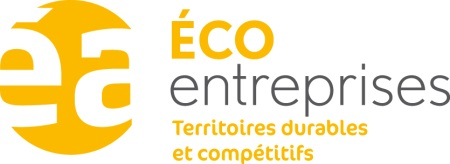 éa
ÉCO
entreprises
Territoires durables
et compétitifs